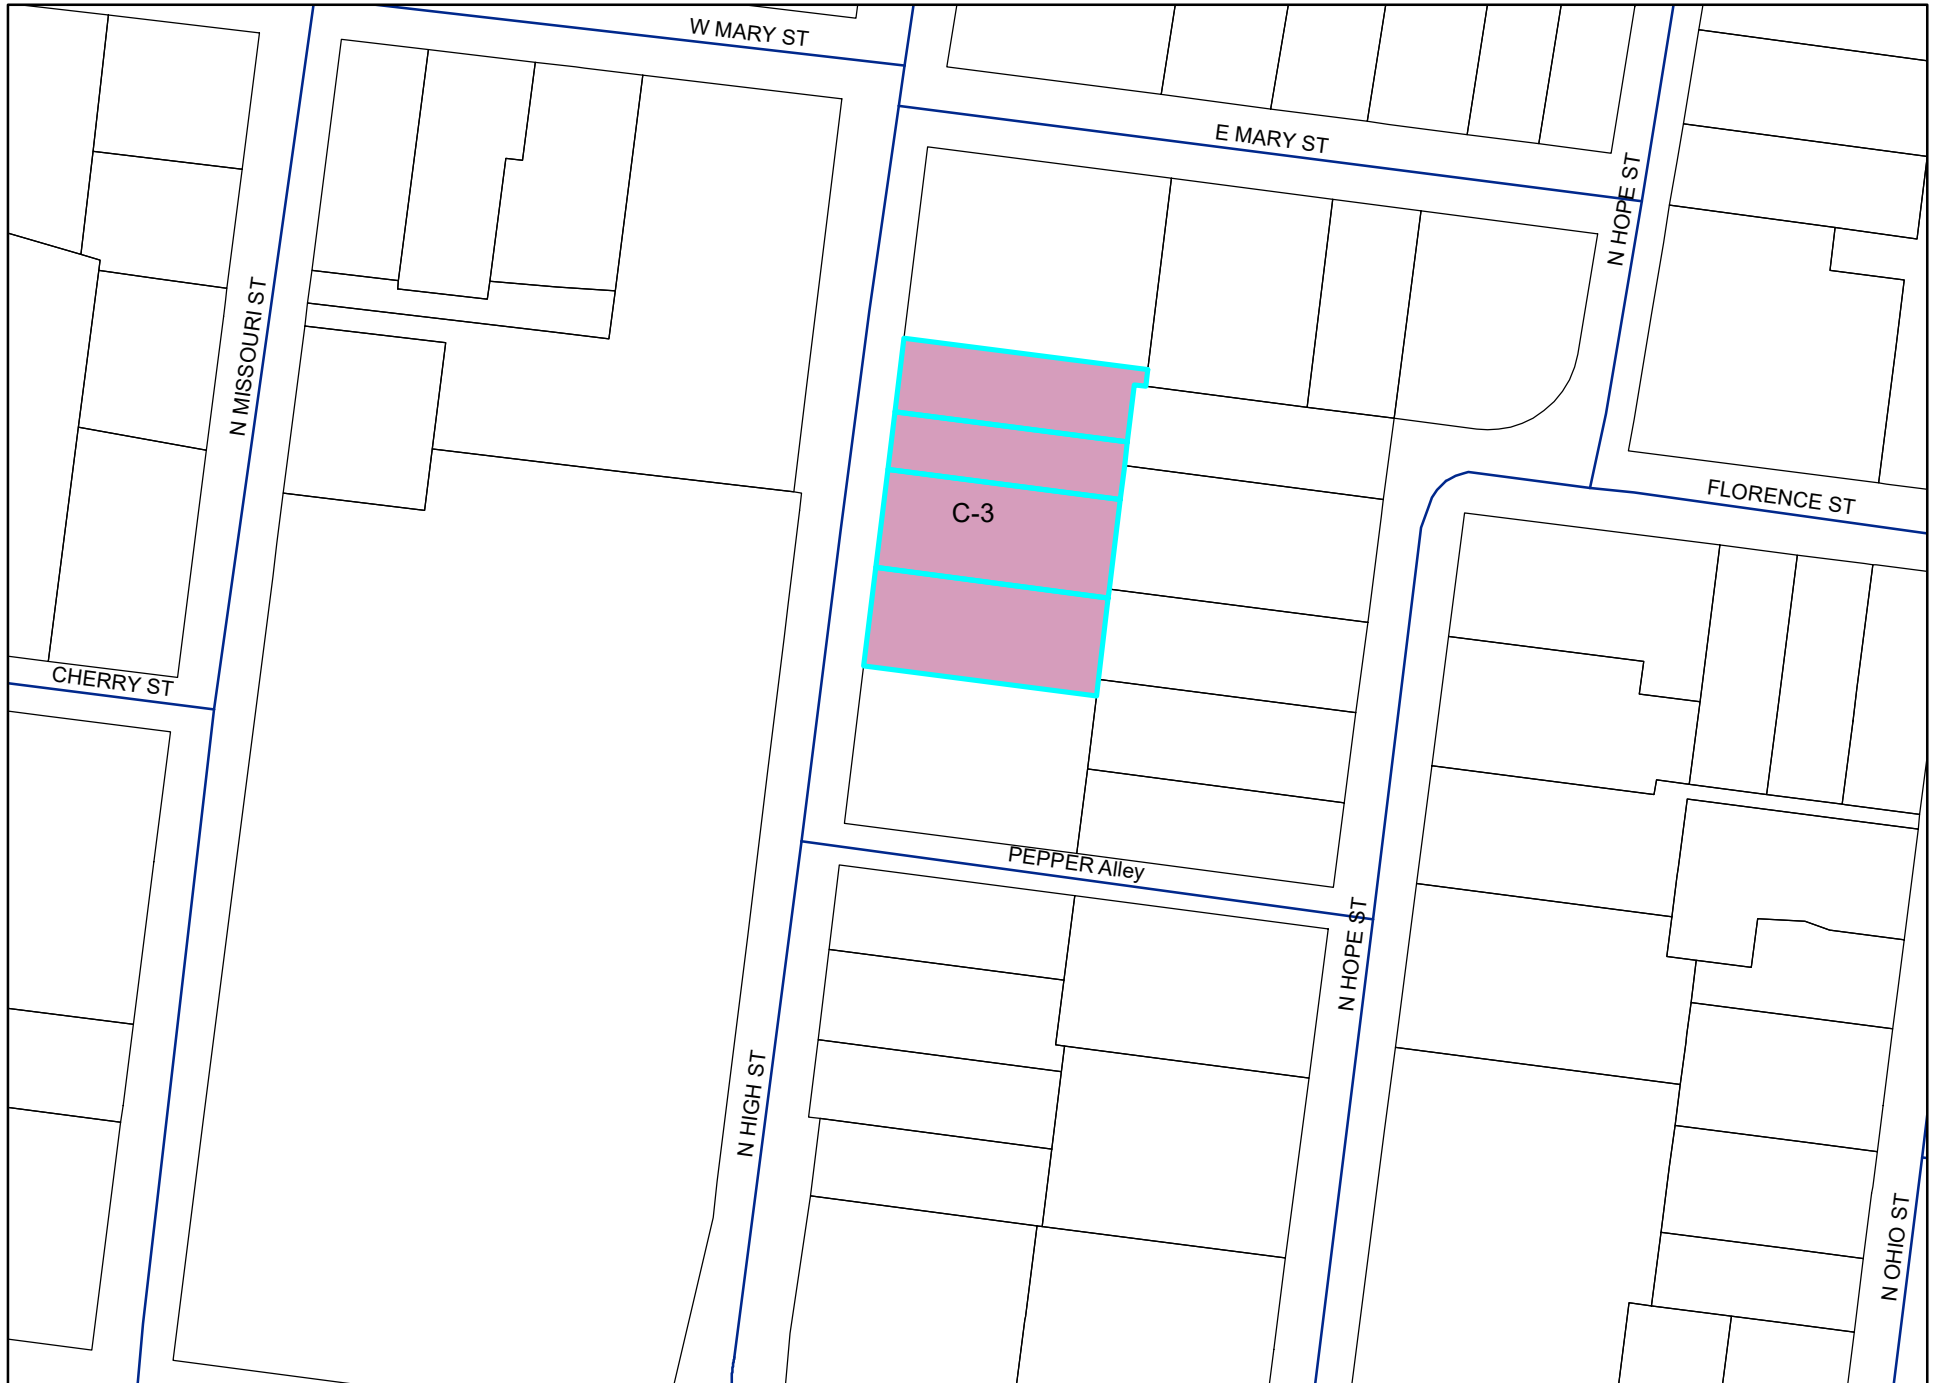 W MARY ST
E MARY ST
N HOPE ST
N MISSOURI ST
FLORENCE ST
C-3
CHERRY ST
PEPPER Alley
N HOPE ST
N HIGH ST
N OHIO ST